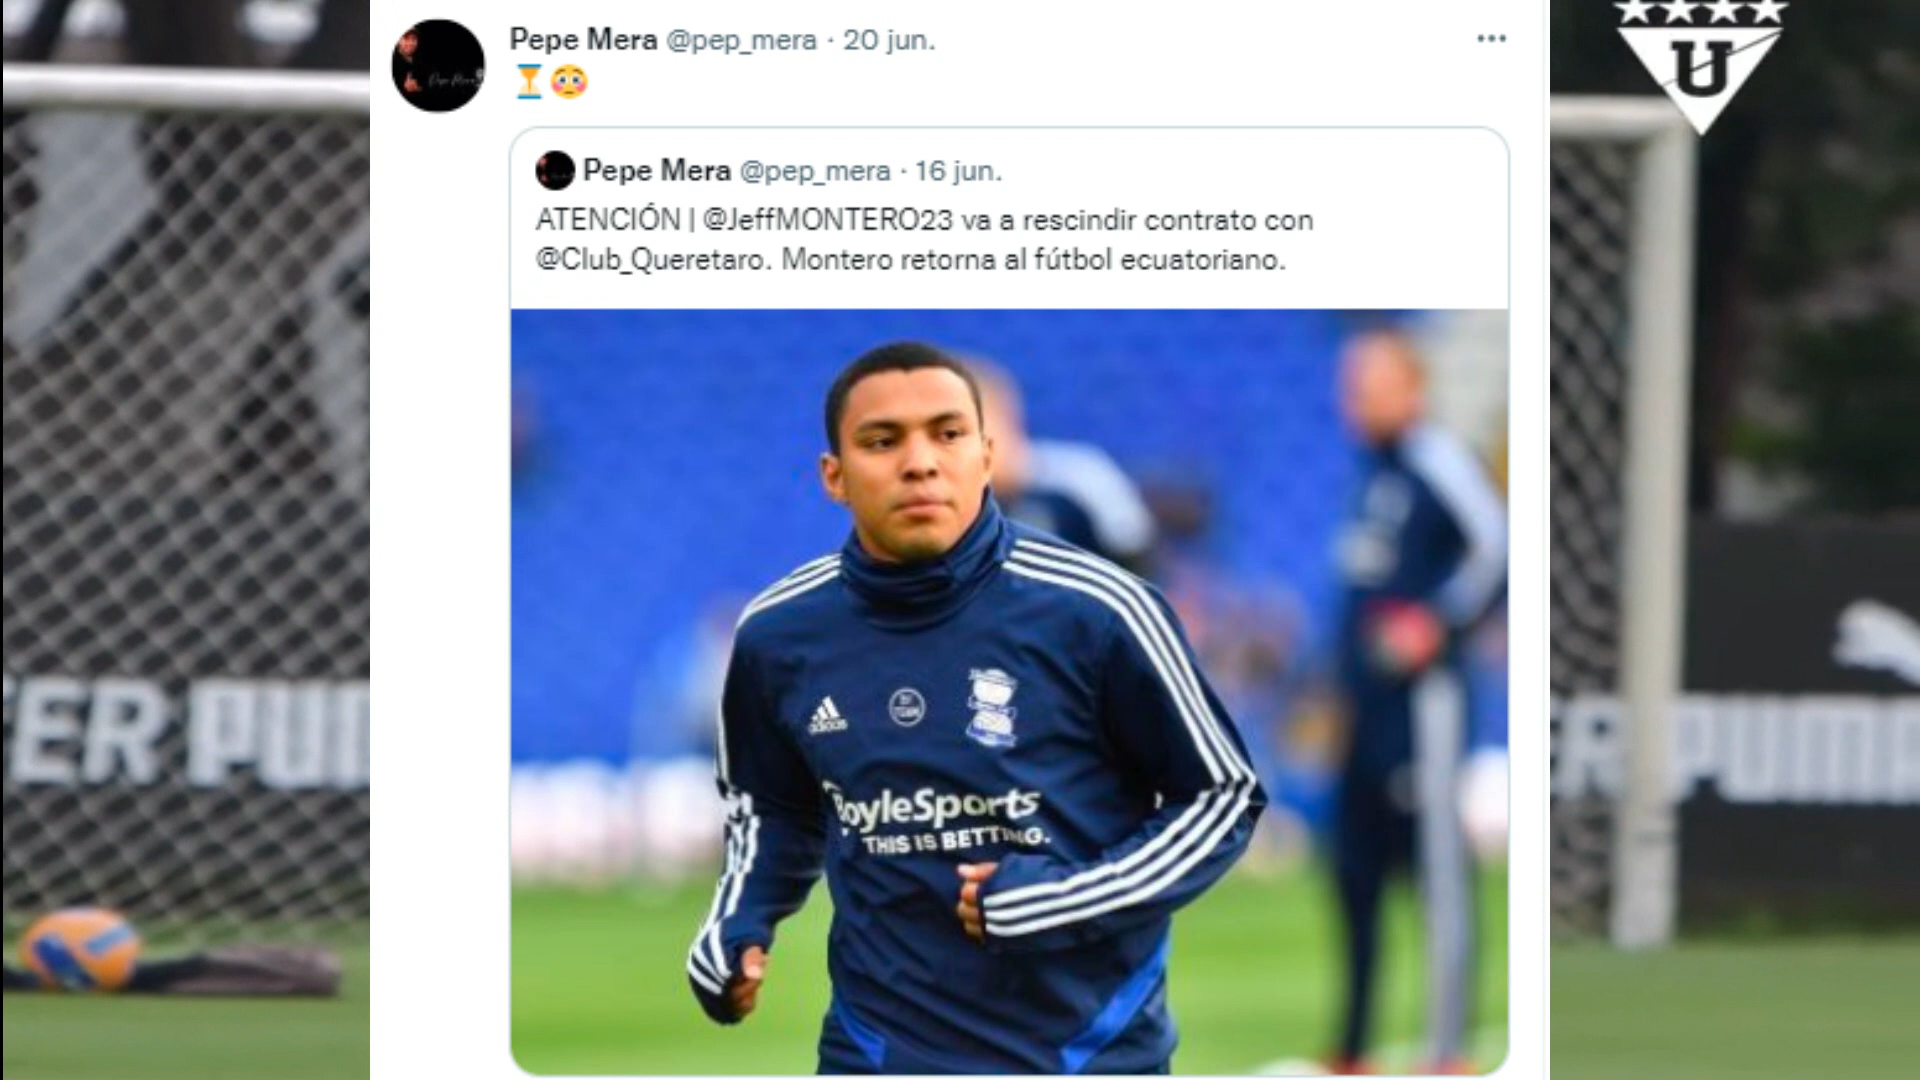 Pepe Mera @pep_mera · 20 jun.
⏳😳
Pepe Mera @pep_mera · 16 jun.
ATENCIÓN | @JeffMONTERO23 va a rescindir contrato con
@Club_Queretaro. Montero retorna al fútbol ecuatoriano.
adidas
BoyleSports
THIS IS BETTING.
ER PUM
ER PUMA
U